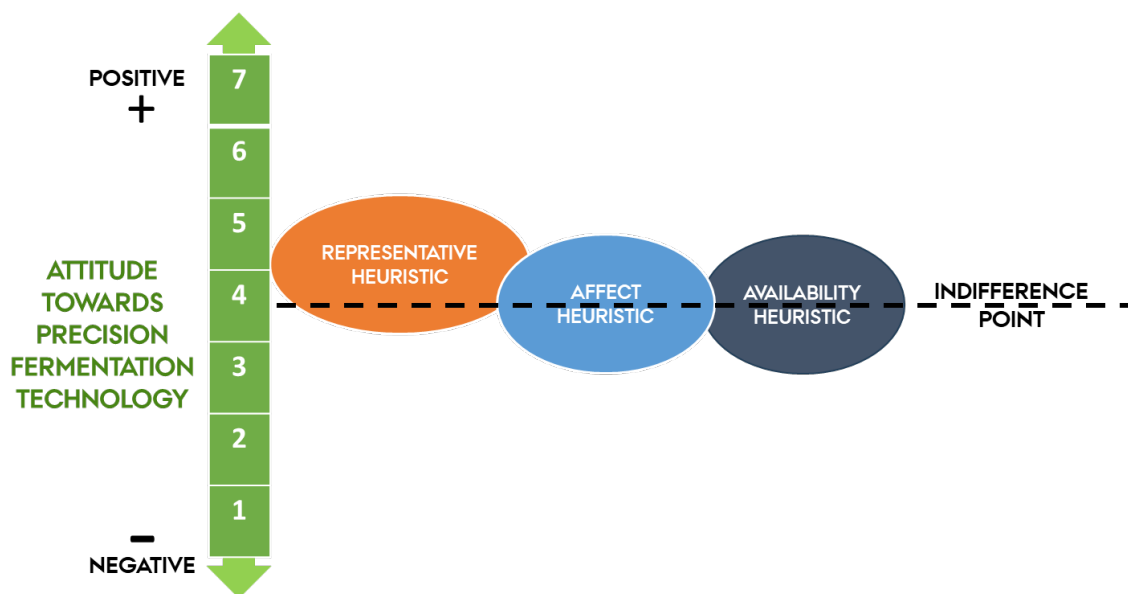 POSITIVE
+
7
6
5
4
3
2
1
-
NEGATIVE
ATTITUDE
TOWARDS
PRECISION
FERMENTATION
TECHNOLOGY
REPRESENTATIVE
HEURISTIC
AFFECT
HEURISTIC
AVAILABILITY
HEURISTIC
INDIFFERENCE
POINT